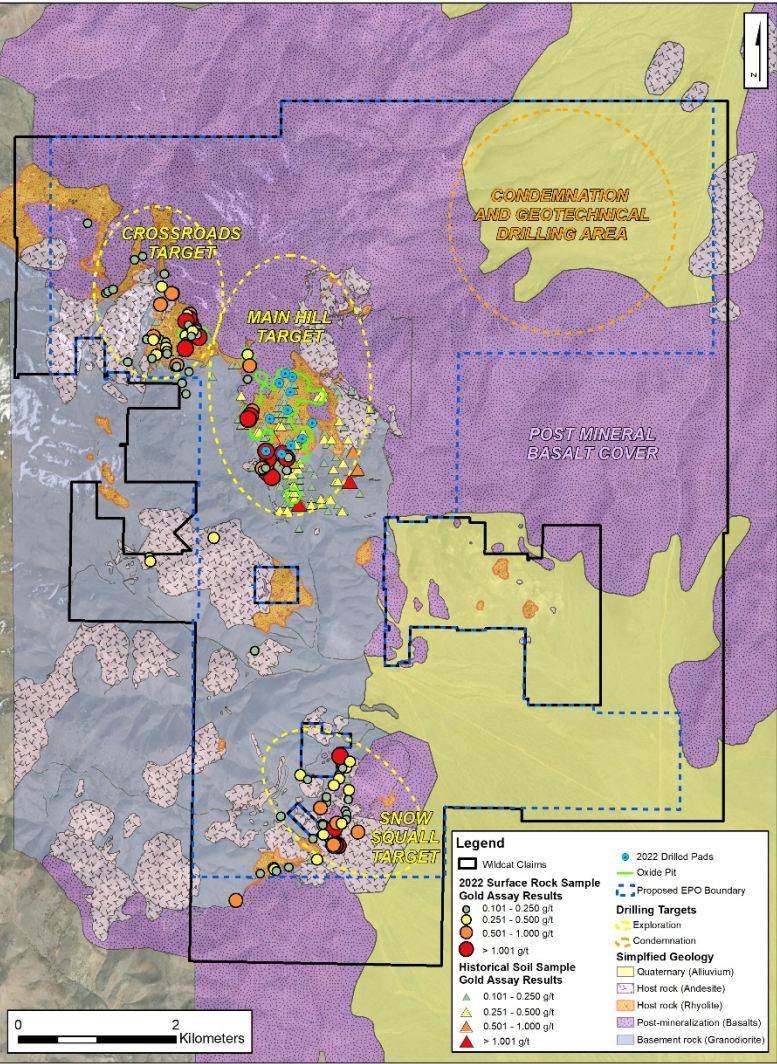 N
CONDEMNATION
AND GEOTECHNICAL
DRILLING AREA
CROSSROADS
TARGET
MAIN HILL
TARGET
POST MINERAL
BASALT COVER
SNOW
SQUALL
TARGET
Legend
Wildcat Claims
2022 Surface Rock Sample
Gold Assay Results
0.101 - 0.250 g/t
0.251 - 0.500 g/t
0.501 - 1.000 g/t
> 1.001 g/t
Historical Soil Sample
Gold Assay Results
0.101 - 0.250 g/t
0.251 - 0.500 g/t
0.501 - 1.000 g/t
> 1.001 g/t
2022 Drilled Pads
Oxide Pit
Proposed EPO Boundary
Drilling Targets
Exploration
Condemnation
Simplfied Geology
Quaternary (Alliuvium)
Host rock (Andesite)
Host rock (Rhyolite)
Post-mineralization (Basalts)
Basement rock (Granodiorite)
0 2
Kilometers